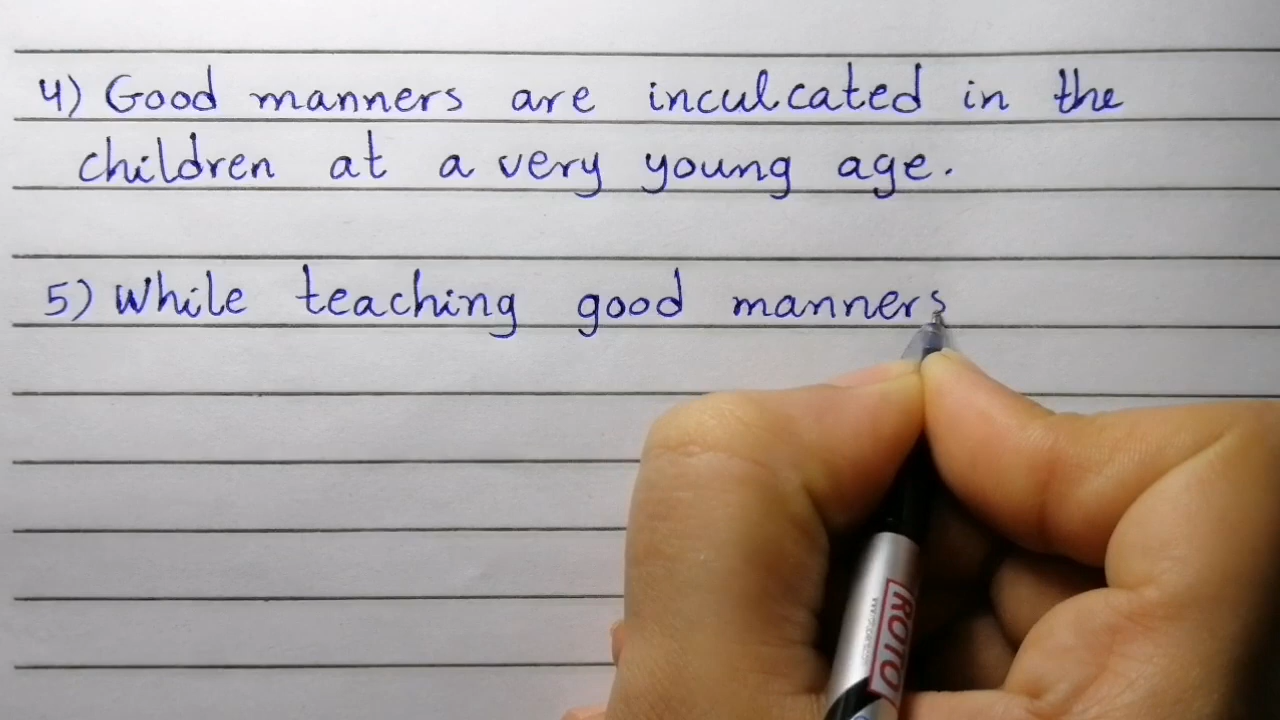 4) Good manners are inculcated in the
children at a very young age.
5) While teaching good manners
ROTO